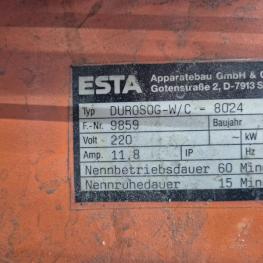 ESTA Apparatebau GmbH &
Gotenstraße 2, D-7913
Typ DUROSOG-W/C - 8024
F.-Nr. 9859 Baujahr
Volt 220 ~ kW
Amp. 11,8 IP Hz
Nennbetriebsdauer 60 Min
Nennruhedauer 15 Min